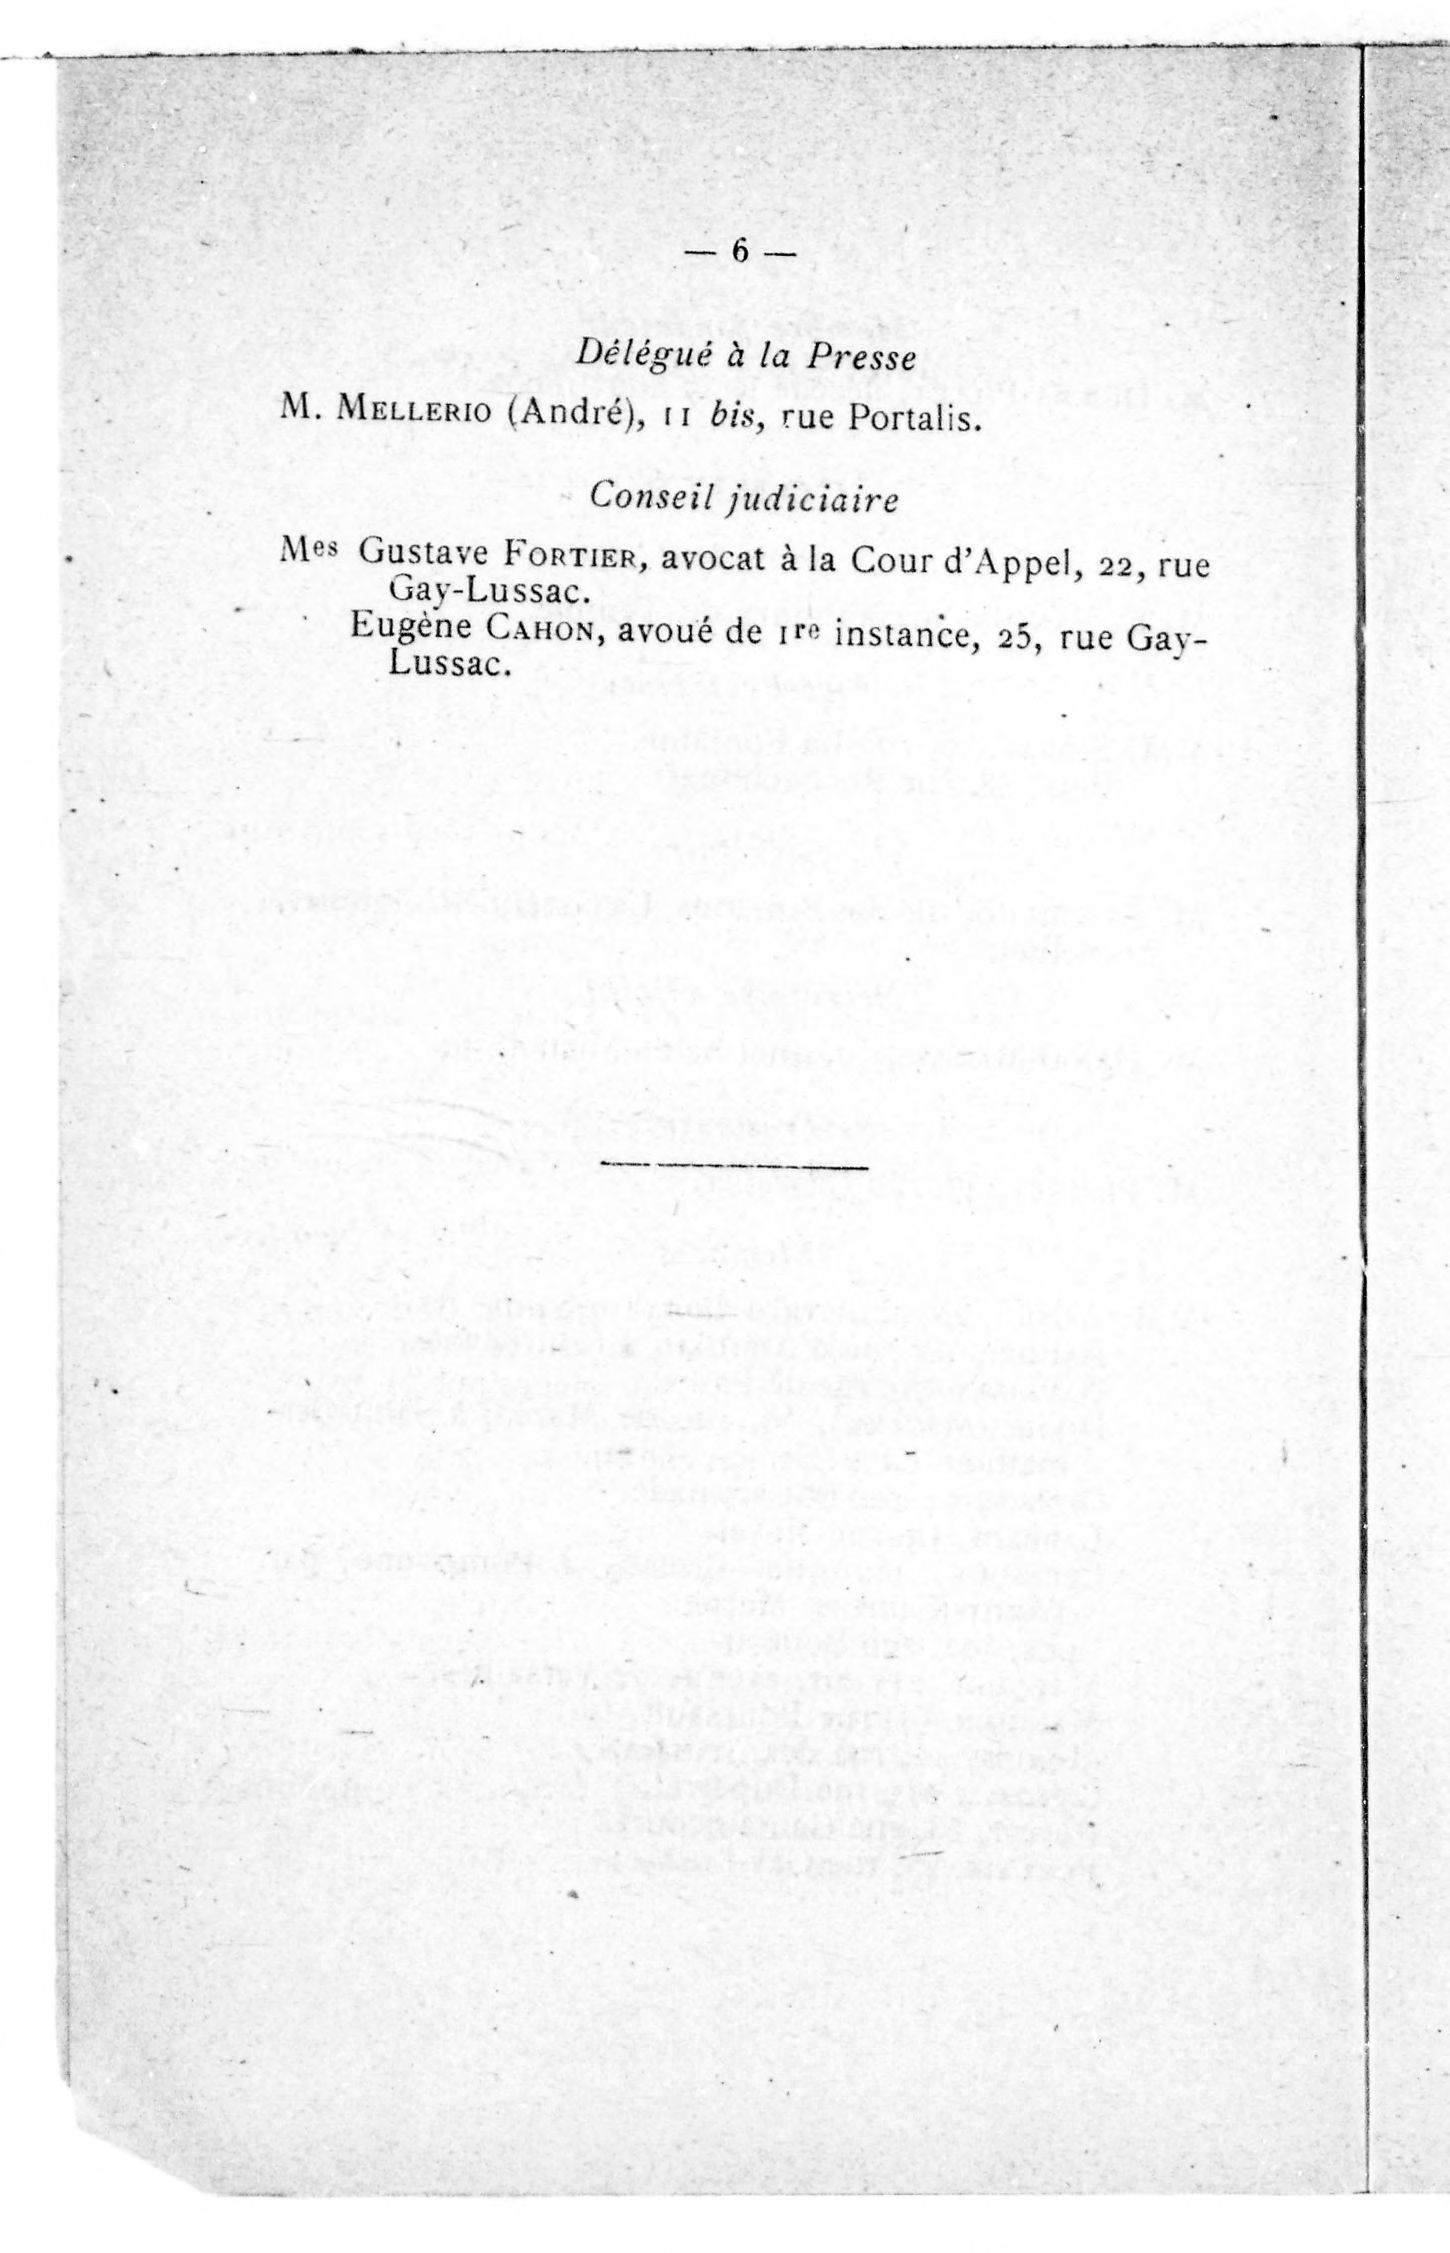 — 6 —
Délégué à la Presse
M. MELLERIO (André), 11 bis, rue Portalis.
Conseil judiciaire
Mes Gustave FORTIER, avocat à la Cour d'Appel, 22, rue
Gay-Lussac.
Eugène CAHON, avoué de 1re instance, 25, rue Gay-
Lussac.